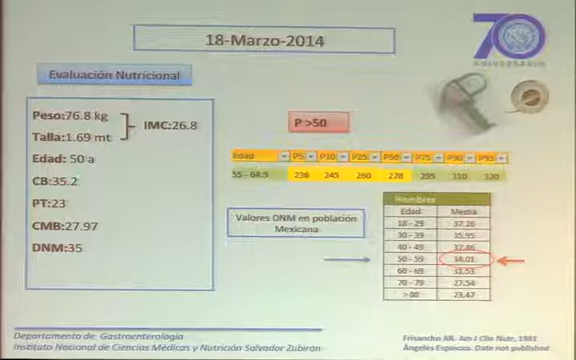 18-Marzo-2014
70
ANIVERSARIO
Evaluación Nutricional
Peso:76.8 kg
Talla:1.69 mt
IMC:26.8
Edad: 50 a
CB:35.2
PT:23
CMB:27.97
DNM:35
P >50
Edad P5 P10 P25 P50 P75 P90 P95
55 - 64.9 236 245 260 278 295 310 320
Valores DNM en población
Mexicana
Hombres
Edad Media
18 - 29 37.26
30 - 39 35.95
40 - 49 37.46
50 - 59 34.01
60 - 69 31.53
70 - 79 27.54
>80 23.47
Departamento de Gastroenterología
Instituto Nacional de Ciencias Médicas y Nutrición Salvador Zubirán
Frisancho AR. Am J Clin Nutr, 1981
Ángeles Espinoza. Date not published